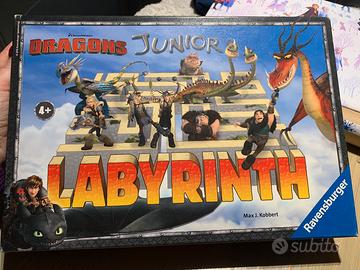 DRAGONS
JUNIOR
4+
LABYRINTH
Max J. Kobbert
Ravensburger
subito